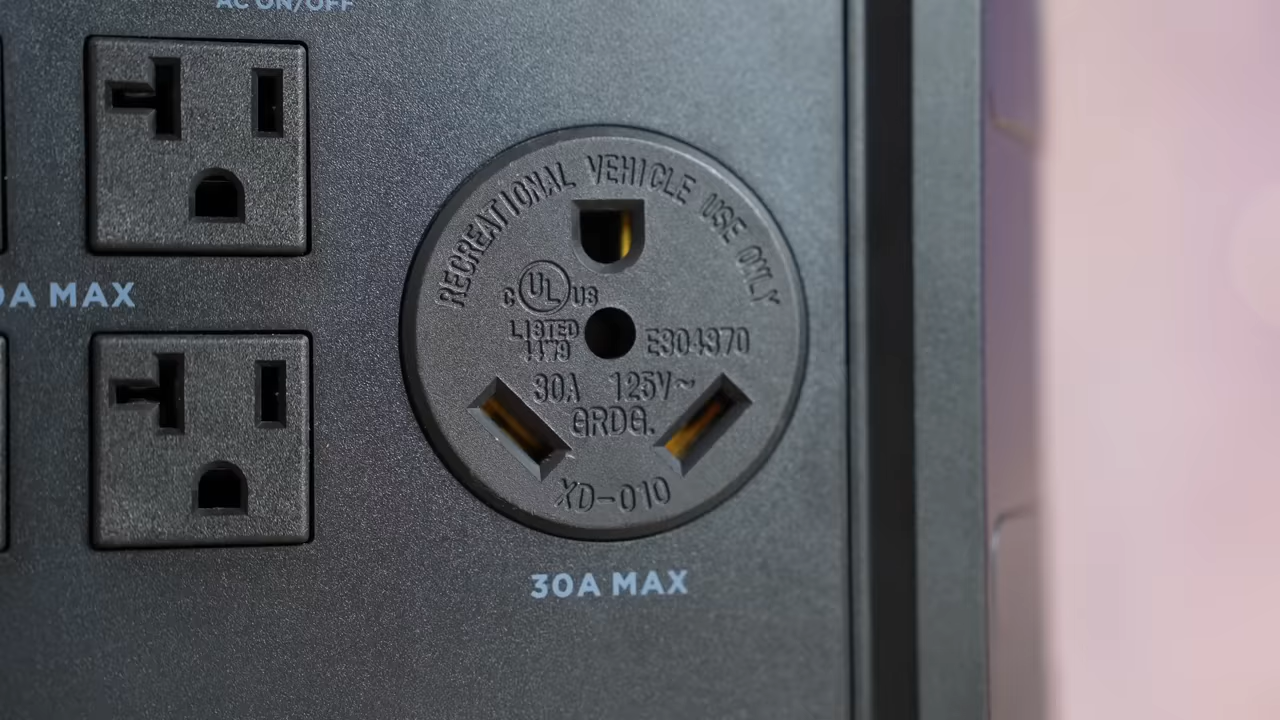 AC ON/OFF
RECREATIONAL VEHICLE USE ONLY
C UL US
LISTED
E304970
30A 125V~
GRDG.
XD-010
0A MAX
30A MAX